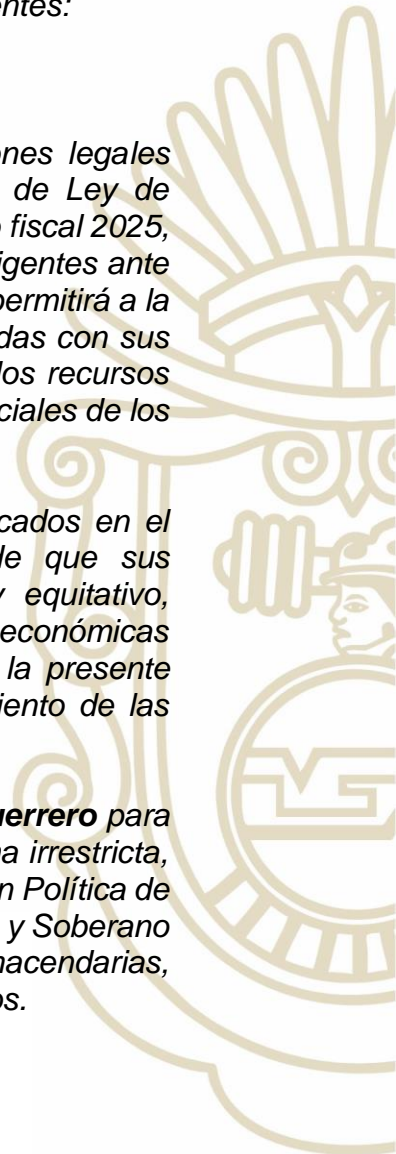 entes:
ones legales
de Ley de
o fiscal 2025,
igentes ante
permitirá a la
das con sus
los recursos
ciales de los
cados en el
de que sus
y equitativo,
económicas
la presente
iento de las
uerrero para
a irrestricta,
n Política de
y Soberano
hacendarias,
os.